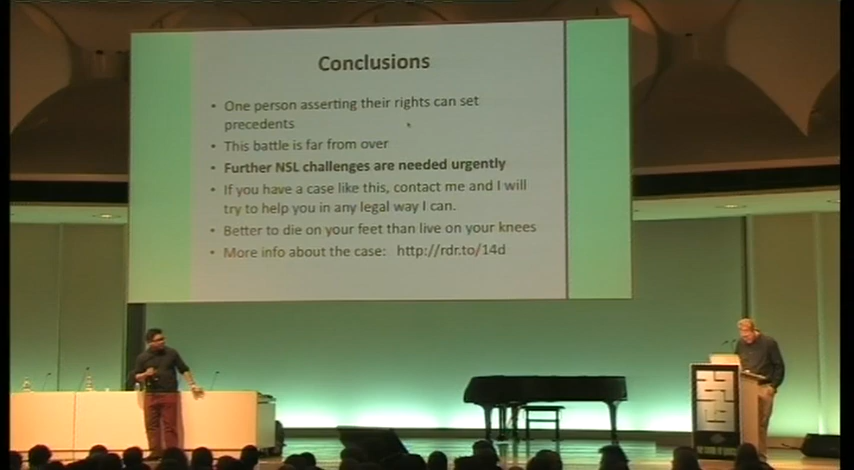 Conclusions
• One person asserting their rights can set
precedents
• This battle is far from over
• Further NSL challenges are needed urgently
• If you have a case like this, contact me and I will
try to help you in any legal way I can.
• Better to die on your feet than live on your knees
• More info about the case: http://rdr.to/14d